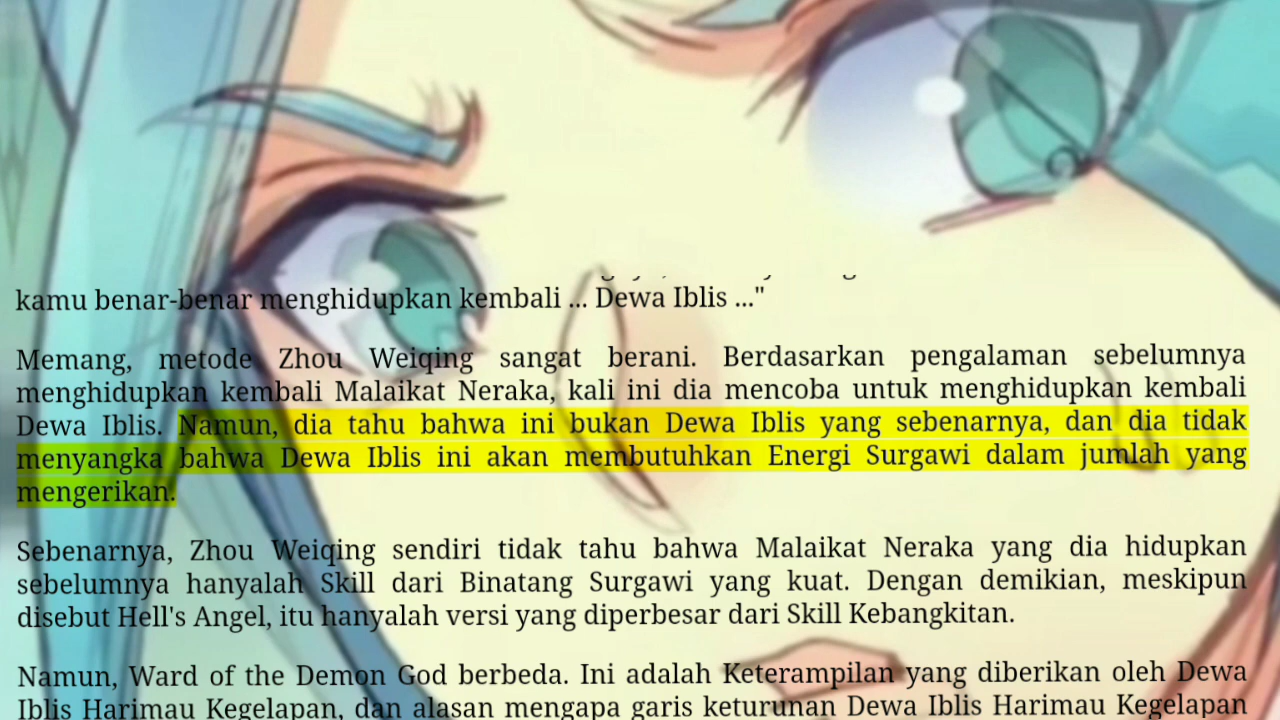 kamu benar-benar menghidupkan kembali ... Dewa Iblis ..."
Memang, metode Zhou Weiqing sangat berani. Berdasarkan pengalaman sebelumnya
menghidupkan kembali Malaikat Neraka, kali ini dia mencoba untuk menghidupkan kembali
Dewa Iblis. Namun, dia tahu bahwa ini bukan Dewa Iblis yang sebenarnya, dan dia tidak
menyangka bahwa Dewa Iblis ini akan membutuhkan Energi Surgawi dalam jumlah yang
mengerikan.
Sebenarnya, Zhou Weiqing sendiri tidak tahu bahwa Malaikat Neraka yang dia hidupkan
sebelumnya hanyalah Skill dari Binatang Surgawi yang kuat. Dengan demikian, meskipun
disebut Hell's Angel, itu hanyalah versi yang diperbesar dari Skill Kebangkitan.
Namun, Ward of the Demon God berbeda. Ini adalah Keterampilan yang diberikan oleh Dewa
Iblis Harimau Kegelapan, dan alasan mengapa garis keturunan Dewa Iblis Harimau Kegelapan